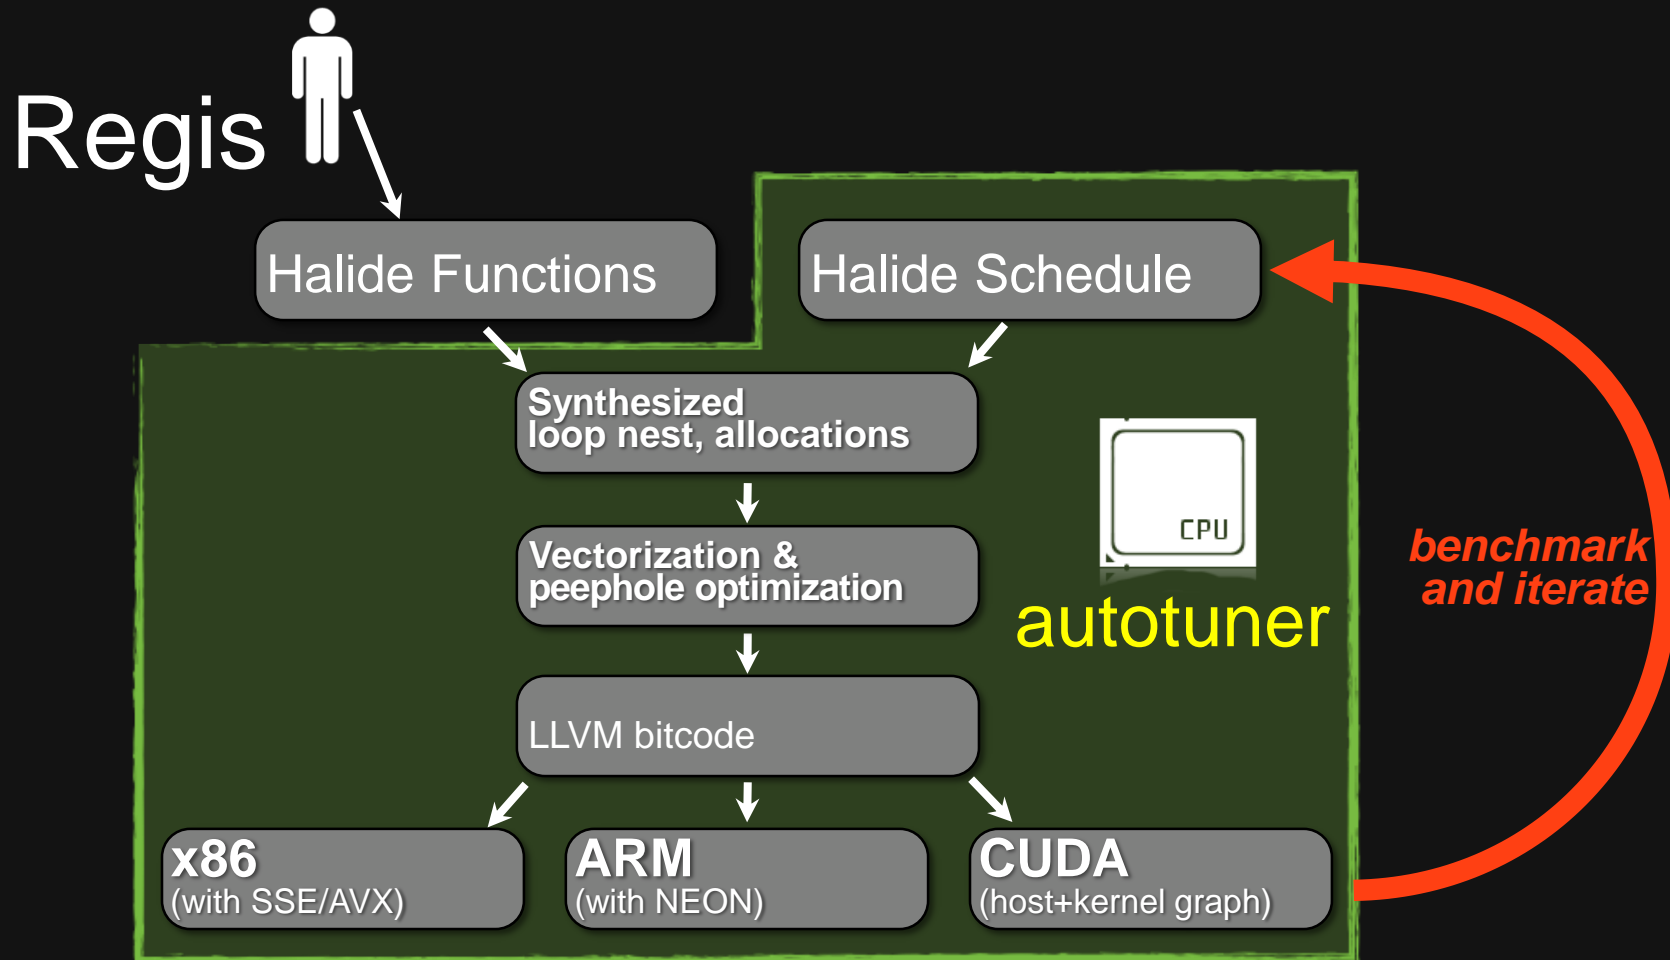 Regis
Halide Functions
Halide Schedule
Synthesized
loop nest, allocations
Vectorization &
peephole optimization
CPU
autotuner
benchmark
and iterate
LLVM bitcode
x86
(with SSE/AVX)
ARM
(with NEON)
CUDA
(host+kernel graph)